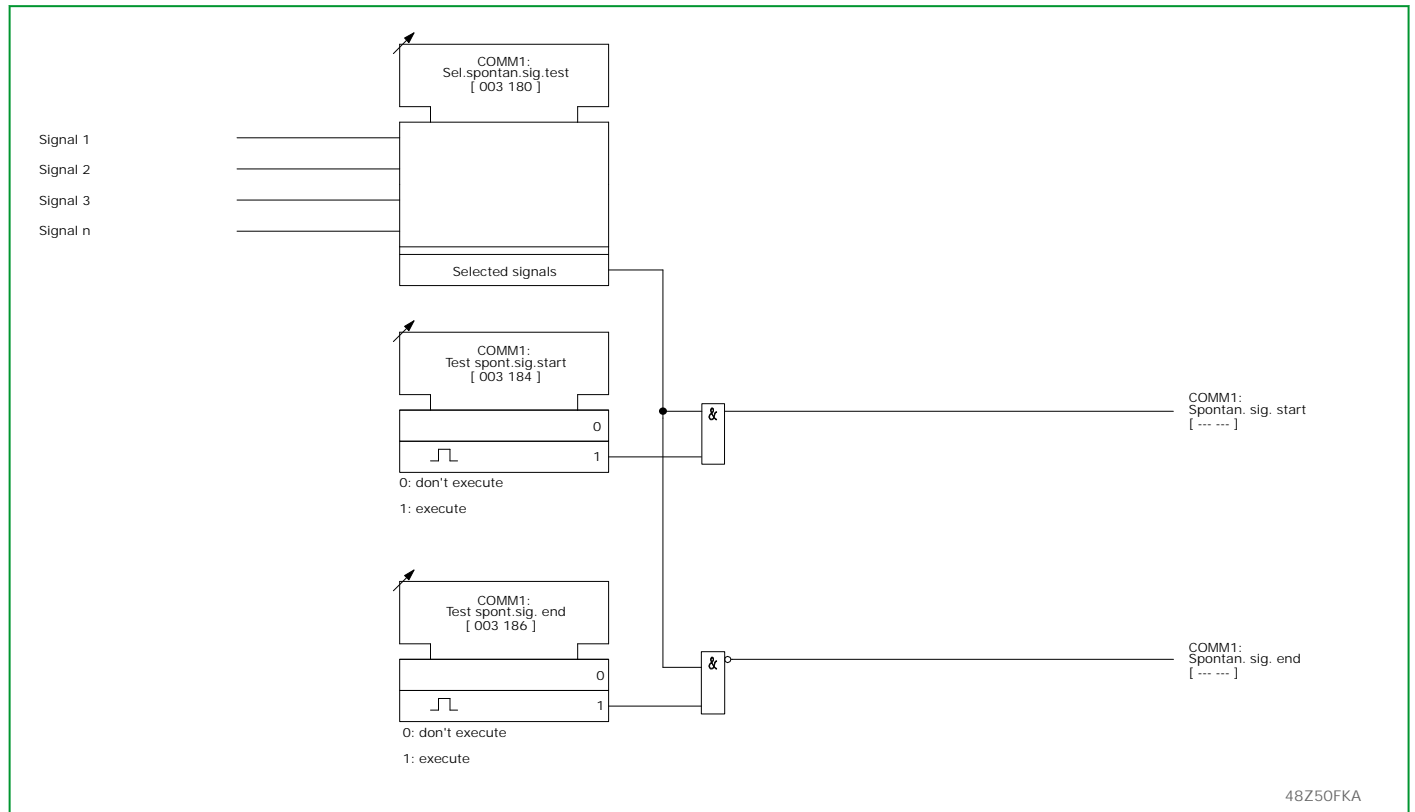 COMM1:
Sel.spontan.sig.test
[ 003 180 ]
Signal 1
Signal 2
Signal 3
Signal n
Selected signals
COMM1:
Test spont.sig.start
[ 003 184 ]
0
1
0: don't execute
1: execute
&
COMM1:
Spontan. sig. start
[ --- --- ]
COMM1:
Test spont.sig. end
[ 003 186 ]
0
1
0: don't execute
1: execute
&
COMM1:
Spontan. sig. end
[ --- --- ]
48Z50FKA